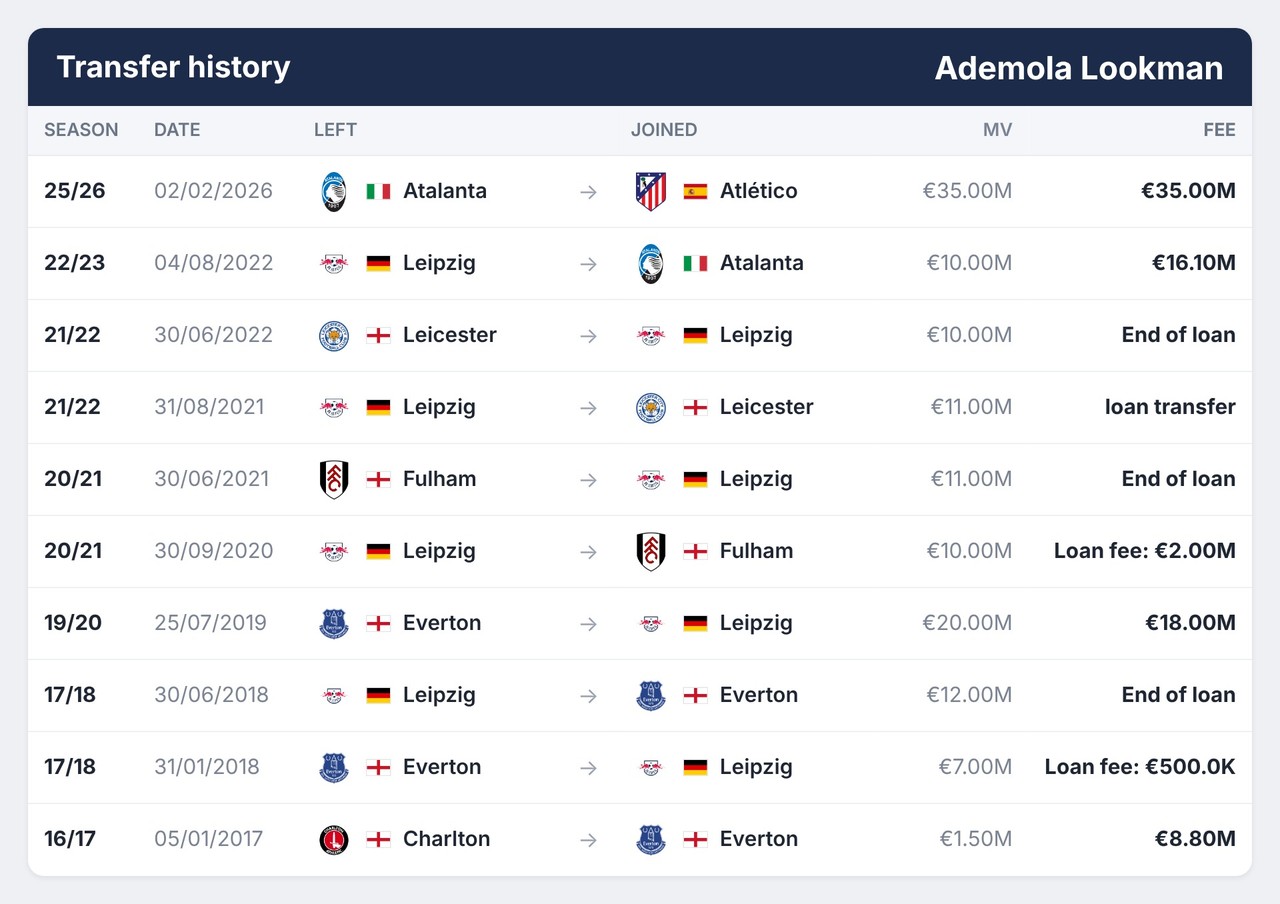 Transfer history Ademola Lookman
SEASON DATE LEFT JOINED MV FEE
25/26 02/02/2026 Atalanta → Atlético €35.00M €35.00M
22/23 04/08/2022 Leipzig → Atalanta €10.00M €16.10M
21/22 30/06/2022 Leicester → Leipzig €10.00M End of loan
21/22 31/08/2021 Leipzig → Leicester €11.00M loan transfer
20/21 30/06/2021 Fulham → Leipzig €11.00M End of loan
20/21 30/09/2020 Leipzig → Fulham €10.00M Loan fee: €2.00M
19/20 25/07/2019 Everton → Leipzig €20.00M €18.00M
17/18 30/06/2018 Leipzig → Everton €12.00M End of loan
17/18 31/01/2018 Everton → Leipzig €7.00M Loan fee: €500.0K
16/17 05/01/2017 Charlton → Everton €1.50M €8.80M